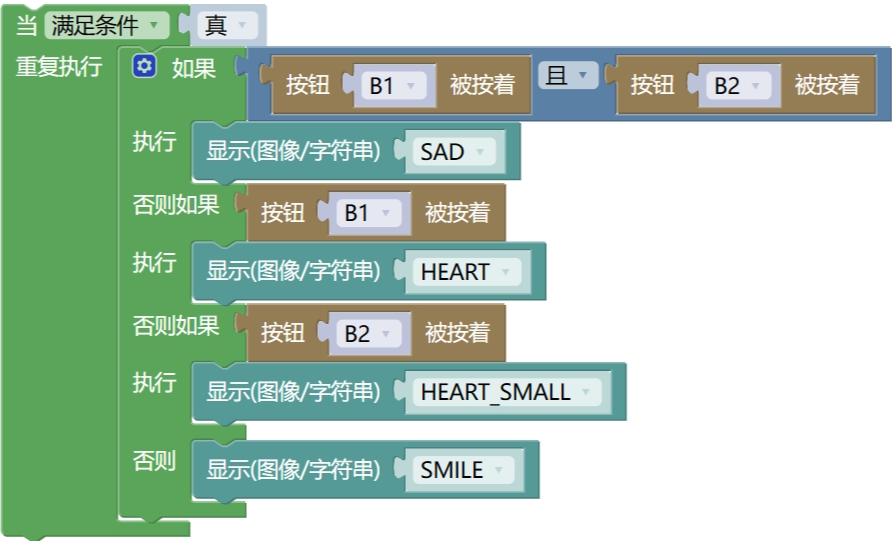 当 满足条件 真
重复执行 如果 按钮 B1 被按着 且 按钮 B2 被按着
执行 显示(图像/字符串) SAD
否则如果 按钮 B1 被按着
执行 显示(图像/字符串) HEART
否则如果 按钮 B2 被按着
执行 显示(图像/字符串) HEART_SMALL
否则 显示(图像/字符串) SMILE